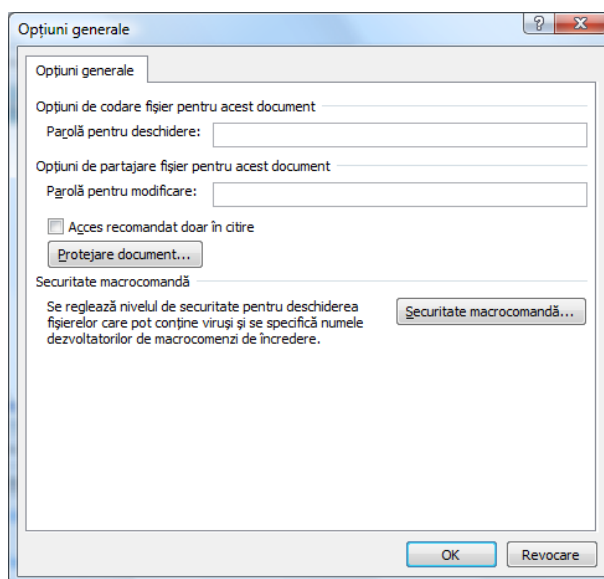 Opțiuni generale
Opțiuni generale
Opțiuni de codare fișier pentru acest document
Parolă pentru deschidere:
Opțiuni de partajare fișier pentru acest document
Parolă pentru modificare:
Acces recomandat doar în citire
Protejare document...
Securitate macrocomandă
Se reglează nivelul de securitate pentru deschiderea
fișierelor care pot conține viruși și se specifică numele
dezvoltatorilor de macrocomenzi de încredere.
Securitate macrocomandă...
OK
Revocare